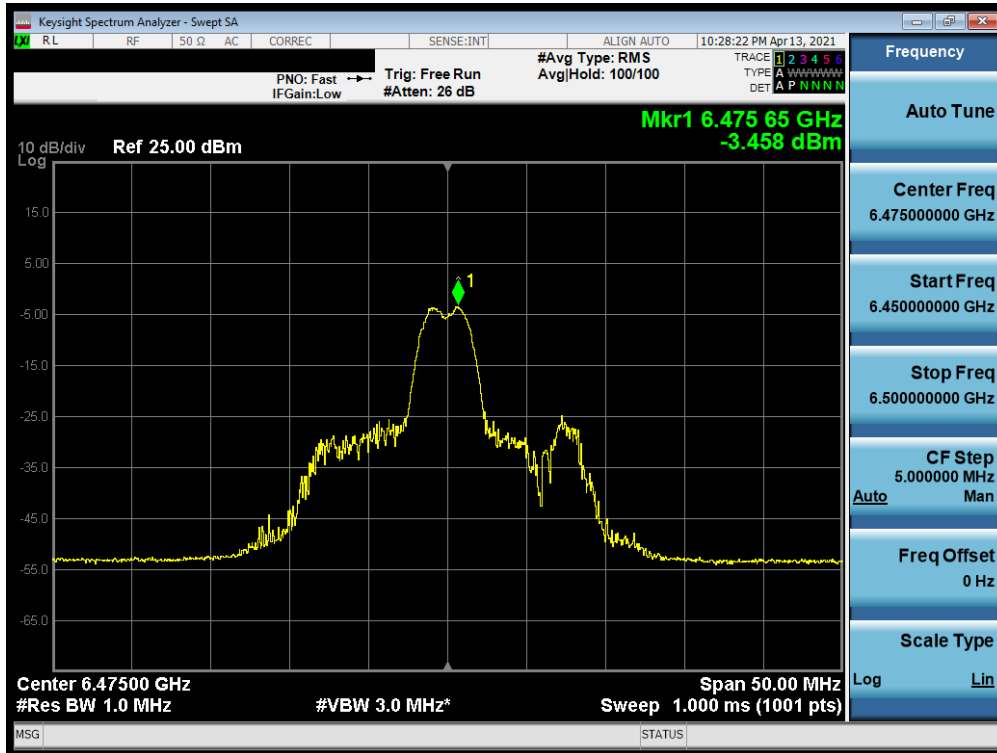 Keysight Spectrum Analyzer - Swept SA
LXI RL RF 50 Ω AC CORREC SENSE:INT ALIGN AUTO 10:28:22 PM Apr 13, 2021
PNO: Fast
IFGain:Low
Trig: Free Run
#Atten: 26 dB
#Avg Type: RMS
Avg|Hold: 100/100
TRACE 1 2 3 4 5 6
TYPE A WWWWW
DET A P N N N N
Mkr1 6.475 65 GHz
-3.458 dBm
10 dB/div
Log
Ref 25.00 dBm
15.0
5.00
-5.00
-15.0
-25.0
-35.0
-45.0
-55.0
-65.0
1
Center 6.47500 GHz
#Res BW 1.0 MHz
#VBW 3.0 MHz*
Span 50.00 MHz
Sweep 1.000 ms (1001 pts)
MSG
STATUS
Frequency
Auto Tune
Center Freq
6.475000000 GHz
Start Freq
6.450000000 GHz
Stop Freq
6.500000000 GHz
CF Step
5.000000 MHz
Auto Man
Freq Offset
0 Hz
Scale Type
Log Lin